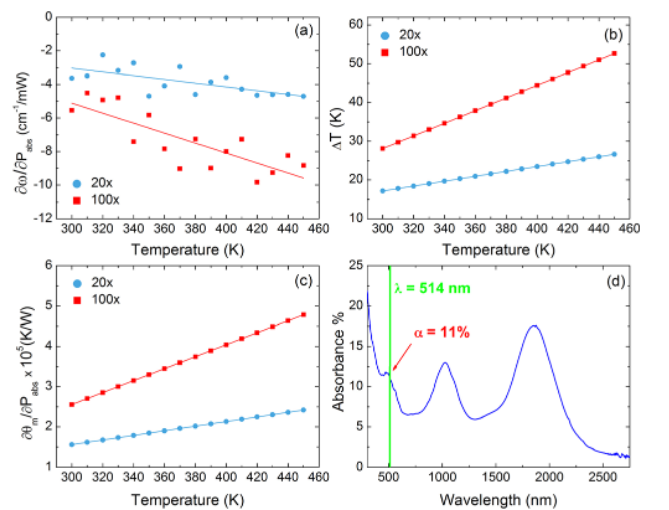 (a)
∂ω/∂P_abs (cm⁻¹/mW)
0
-2
-4
-6
-8
-10
-12
20x
100x
300 320 340 360 380 400 420 440 460
Temperature (K)
(b)
ΔT (K)
60
50
40
30
20
10
20x
100x
300 320 340 360 380 400 420 440 460
Temperature (K)
(c)
∂θ_m/∂P_abs x 10⁵(K/W)
6
5
4
3
2
1
20x
100x
300 320 340 360 380 400 420 440 460
Temperature (K)
(d)
Absorbance %
25
20
15
10
5
0
λ = 514 nm
α = 11%
500 1000 1500 2000 2500
Wavelength (nm)